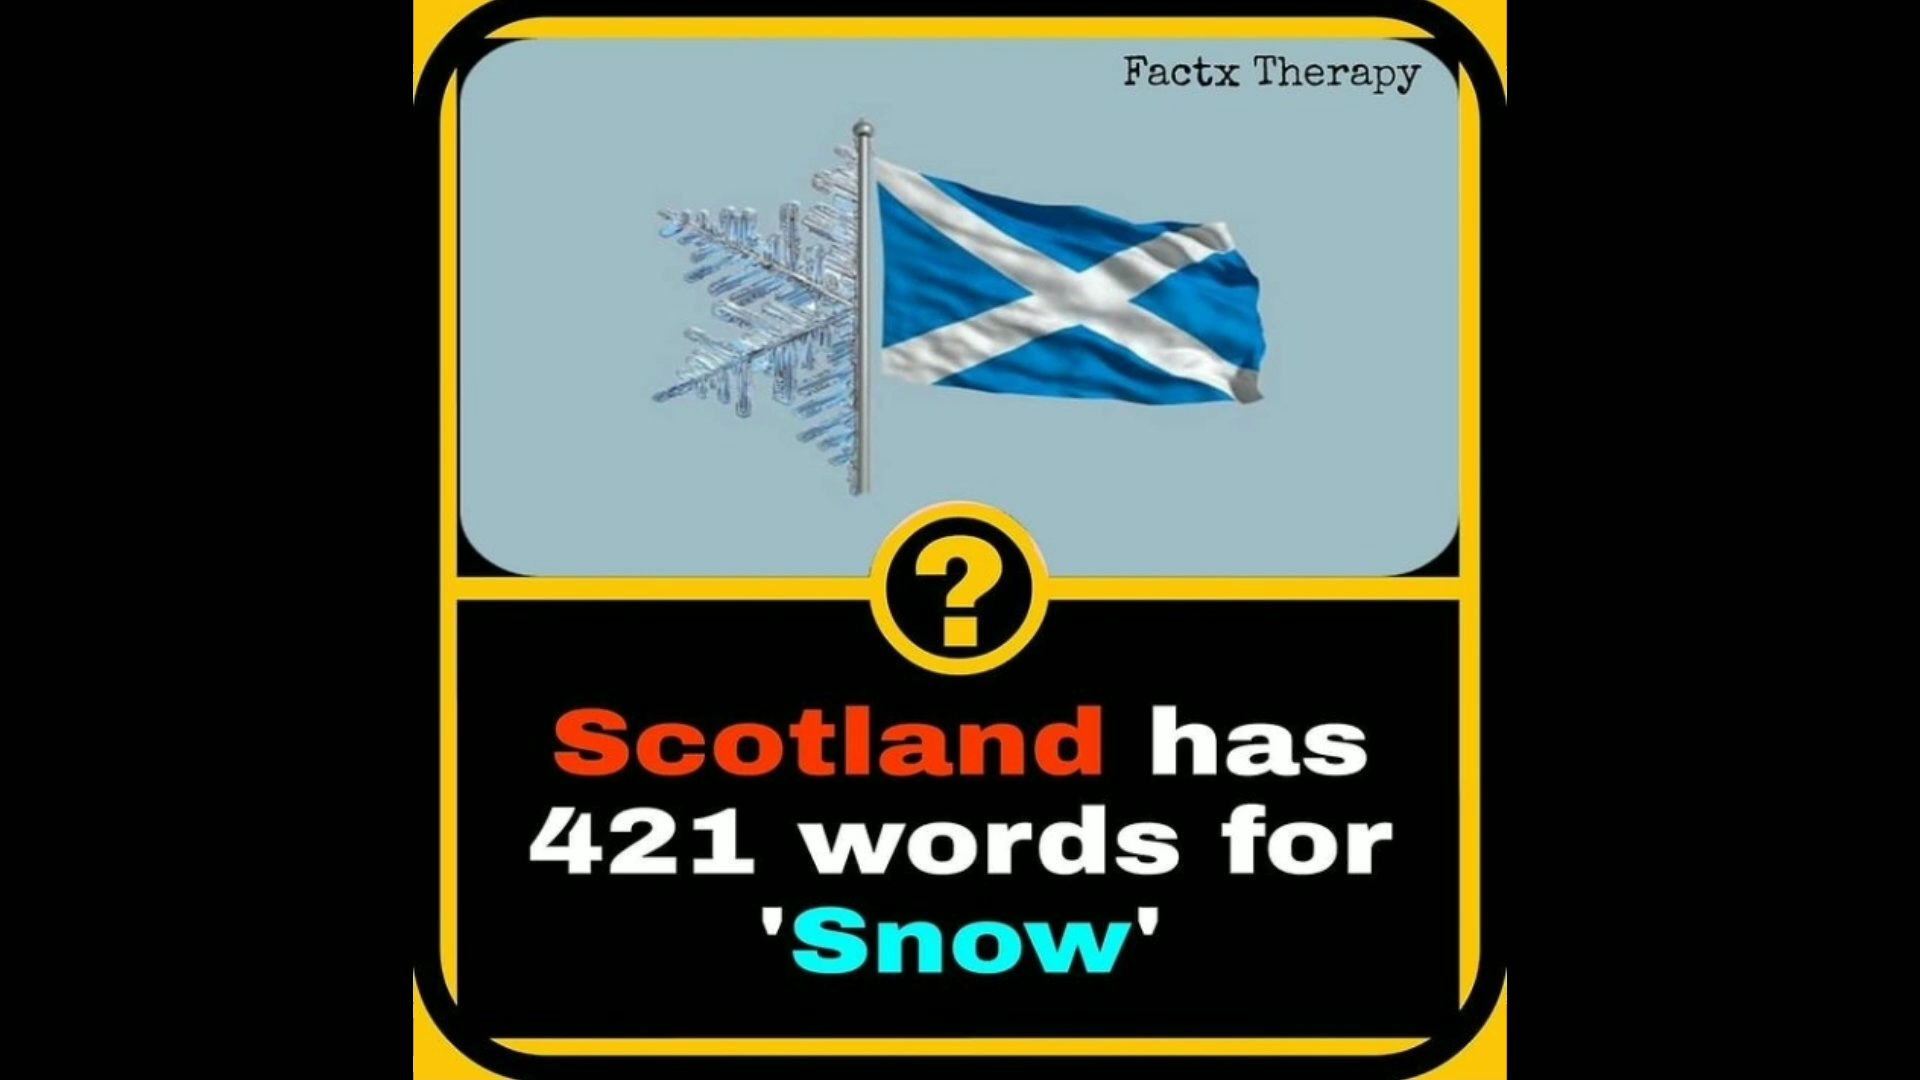 Factx Therapy
?
Scotland has
421 words for
'Snow'